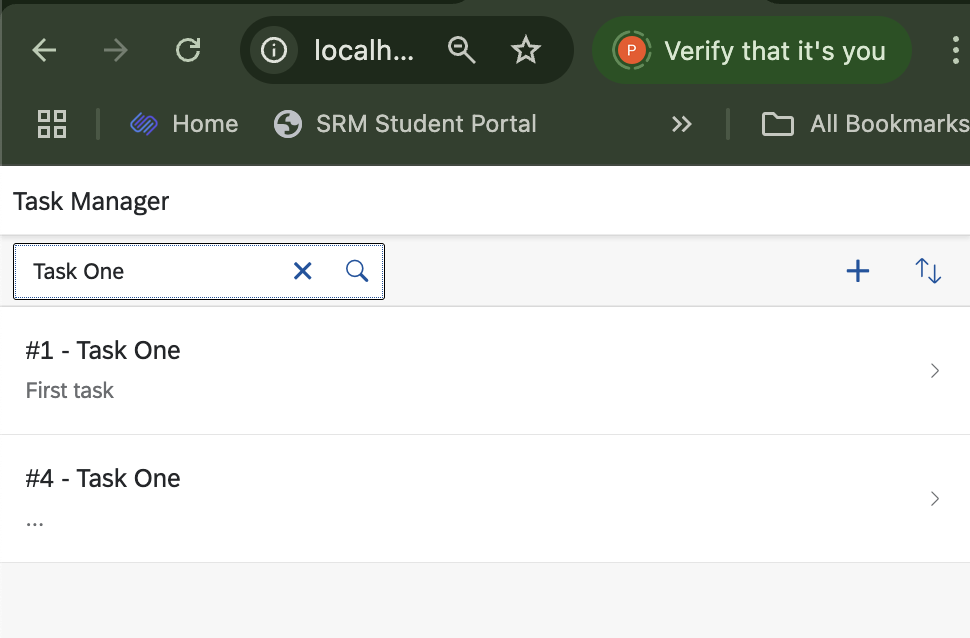 localh...
P
Verify that it's you
Home
SRM Student Portal
All Bookmarks
Task Manager
Task One
#1 - Task One
First task
#4 - Task One
...